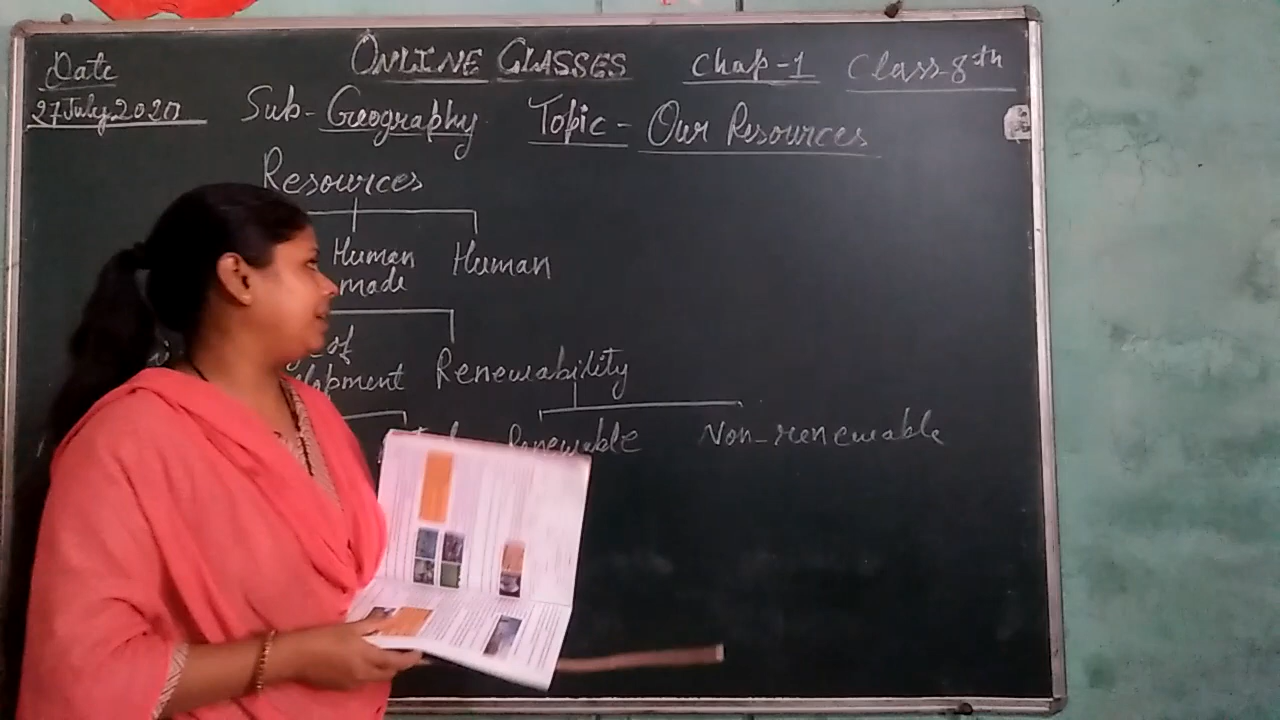 Date ONLINE CLASSES Chap-1 Class-8th
27 July, 2020 Sub- Geography Topic - Our Resources
Resources
Human made Human
of
Renewability
Renewable Non-renewable